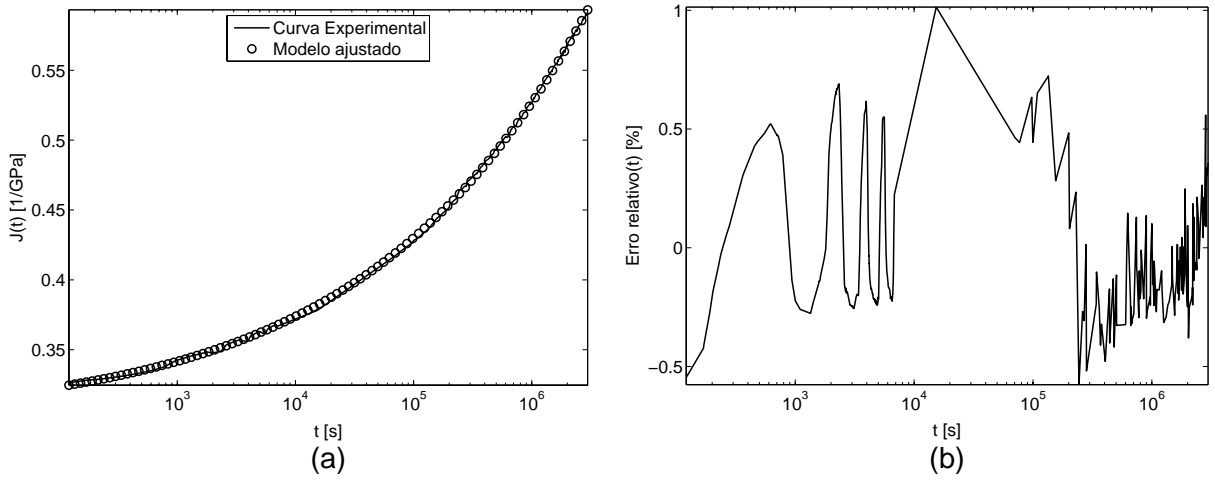 Curva Experimental
Modelo ajustado
J(t) [1/GPa]
0.55
0.5
0.45
0.4
0.35
10^3
10^4
10^5
10^6
t [s]
(a)
Erro relativo(t) [%]
1%
0.5
0
−0.5
10^3
10^4
10^5
10^6
t [s]
(b)